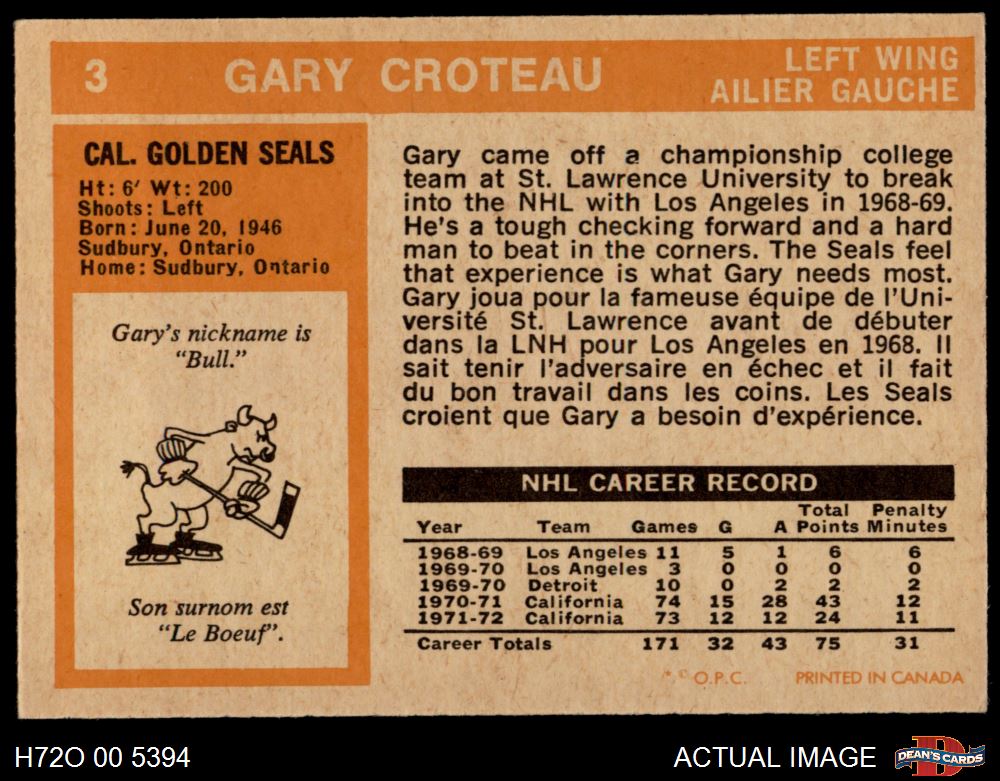 3 GARY CROTEAU LEFT WING
AILIER GAUCHE
CAL. GOLDEN SEALS
Ht: 6′ Wt: 200
Shoots: Left
Born: June 20, 1946
Sudbury, Ontario
Home: Sudbury, Ontario
Gary's nickname is
"Bull."
Son surnom est
"Le Boeuf".
Gary came off a championship college
team at St. Lawrence University to break
into the NHL with Los Angeles in 1968-69.
He's a tough checking forward and a hard
man to beat in the corners. The Seals feel
that experience is what Gary needs most.
Gary joua pour la fameuse équipe de l'Uni-
versité St. Lawrence avant de débuter
dans la LNH pour Los Angeles en 1968. Il
sait tenir l'adversaire en échec et il fait
du bon travail dans les coins. Les Seals
croient que Gary a besoin d'expérience.
NHL CAREER RECORD
Total Penalty
Year Team Games G A Points Minutes
1968-69 Los Angeles 11 5 1 6 6
1969-70 Los Angeles 3 0 0 0 0
1969-70 Detroit 10 0 2 2 2
1970-71 California 74 15 28 43 12
1971-72 California 73 12 12 24 11
Career Totals 171 32 43 75 31
* © O.P.C. PRINTED IN CANADA
H72O 00 5394 ACTUAL IMAGE D DEAN'S CARDS